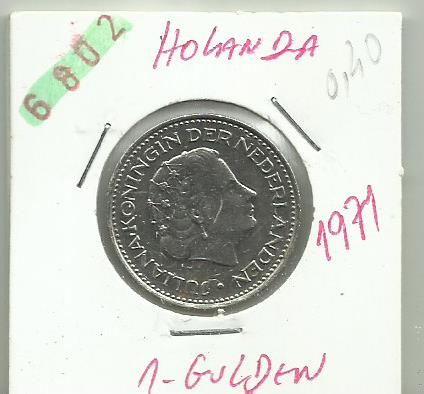 6802
HOLANDA
0,40
JULIANA•KONINGIN DER NEDERLANDEN•
1971
1-GULDEN